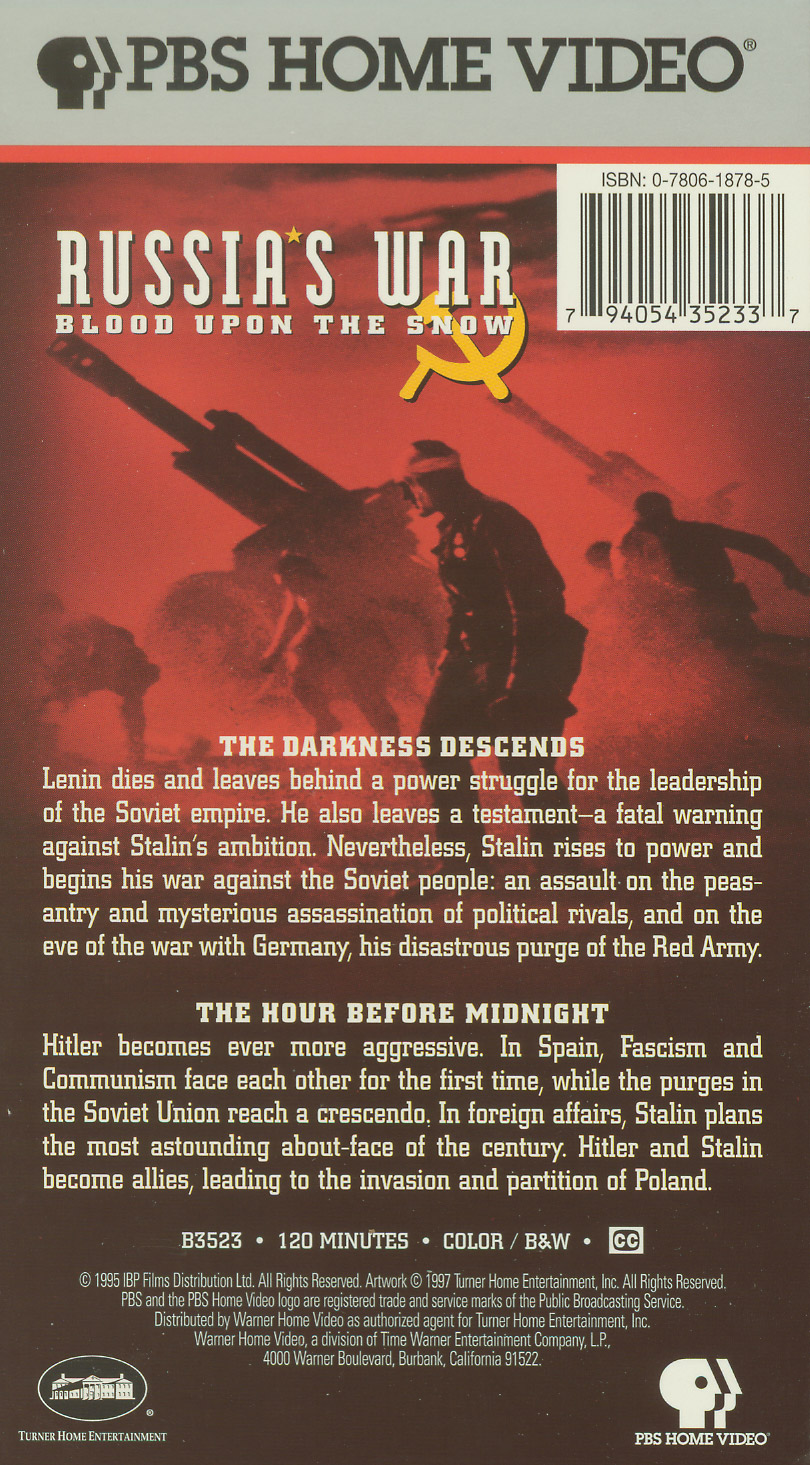 PBS HOME VIDEO®
ISBN: 0-7806-1878-5
7 94054 35233 7
RUSSIA'S WAR
BLOOD UPON THE SNOW
THE DARKNESS DESCENDS
Lenin dies and leaves behind a power struggle for the leadership
of the Soviet empire. He also leaves a testament—a fatal warning
against Stalin's ambition. Nevertheless, Stalin rises to power and
begins his war against the Soviet people: an assault on the peas-
antry and mysterious assassination of political rivals, and on the
eve of the war with Germany, his disastrous purge of the Red Army.
THE HOUR BEFORE MIDNIGHT
Hitler becomes ever more aggressive. In Spain, Fascism and
Communism face each other for the first time, while the purges in
the Soviet Union reach a crescendo. In foreign affairs, Stalin plans
the most astounding about-face of the century. Hitler and Stalin
become allies, leading to the invasion and partition of Poland.
B3523 • 120 MINUTES • COLOR / B&W • CC
© 1995 IBP Films Distribution Ltd. All Rights Reserved. Artwork © 1997 Turner Home Entertainment, Inc. All Rights Reserved.
PBS and the PBS Home Video logo are registered trade and service marks of the Public Broadcasting Service.
Distributed by Warner Home Video as authorized agent for Turner Home Entertainment, Inc.
Warner Home Video, a division of Time Warner Entertainment Company, L.P.,
4000 Warner Boulevard, Burbank, California 91522.
®
TURNER HOME ENTERTAINMENT
PBS HOME VIDEO®